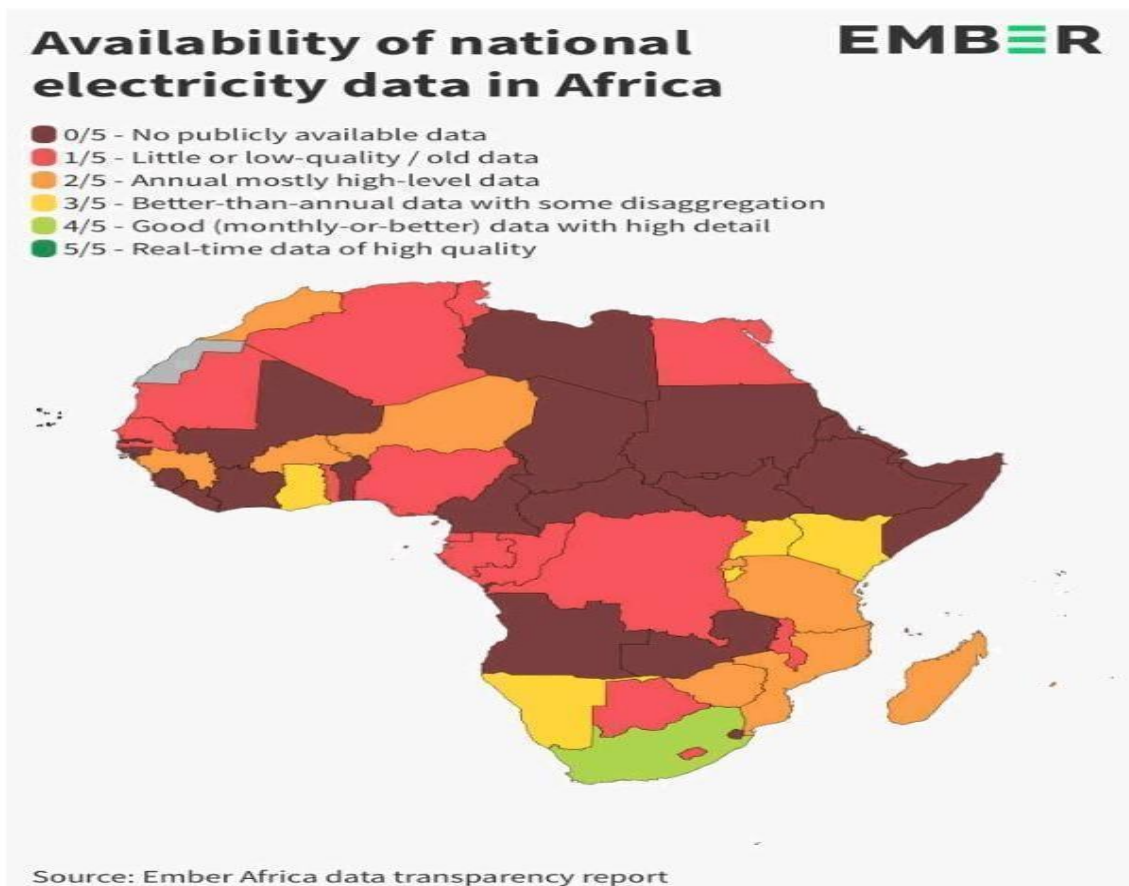 Availability of national
electricity data in Africa
EMBER
0/5 - No publicly available data
1/5 - Little or low-quality / old data
2/5 - Annual mostly high-level data
3/5 - Better-than-annual data with some disaggregation
4/5 - Good (monthly-or-better) data with high detail
5/5 - Real-time data of high quality
Source: Ember Africa data transparency report